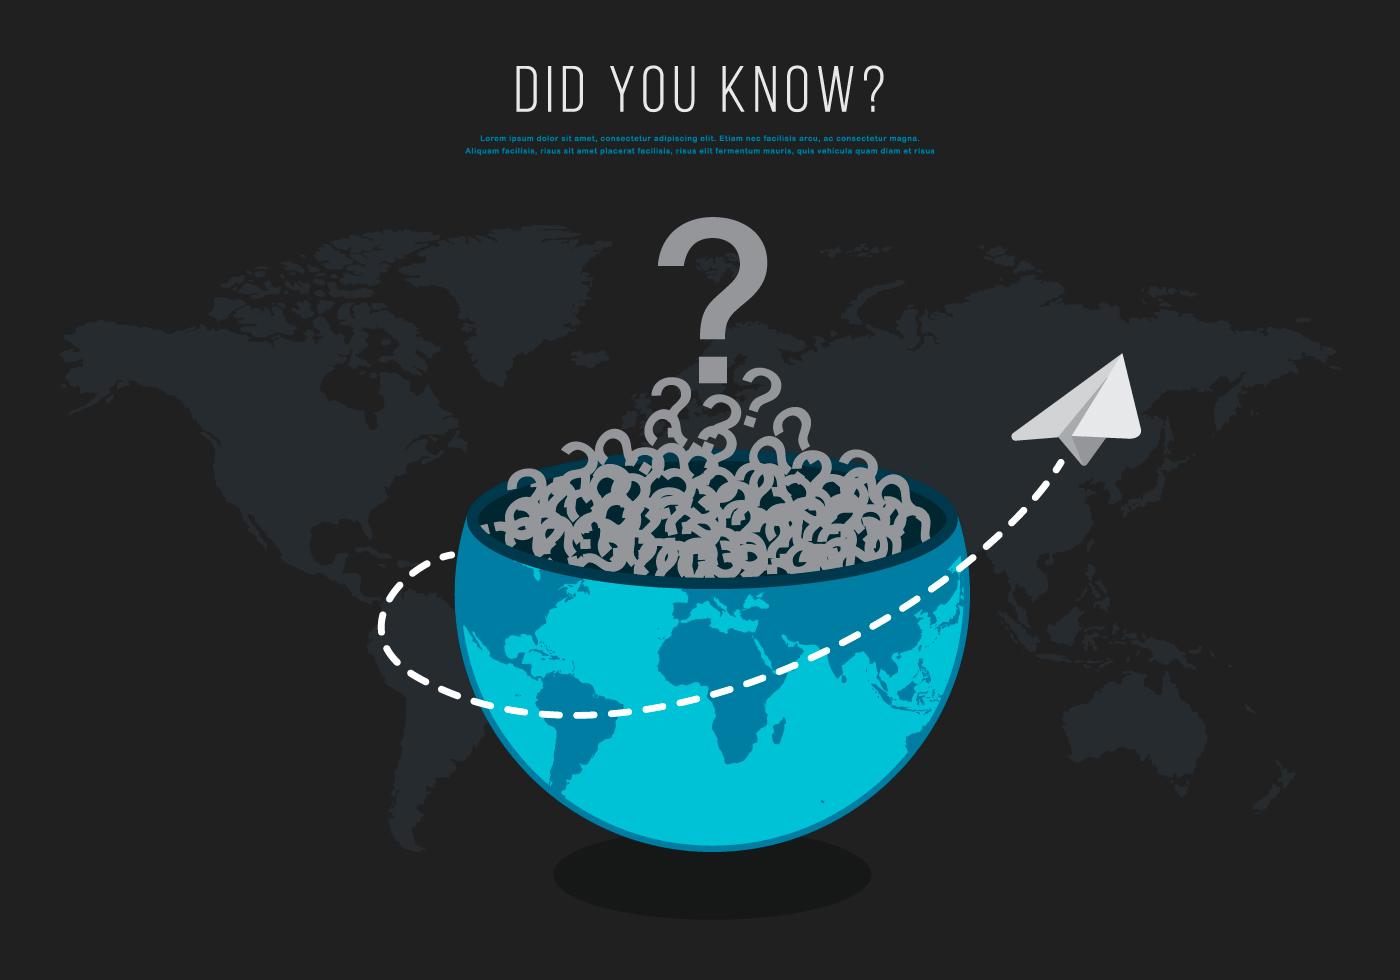 DID YOU KNOW?
Lorem ipsum dolor sit amet, consectetur adipiscing elit. Etiam nec facilisis arcu, ac consectetur magna.
Aliquam facilisis, risus sit amet placerat facilisis, risus elit fermentum mauris, quis vehicula quam diam et risus
?